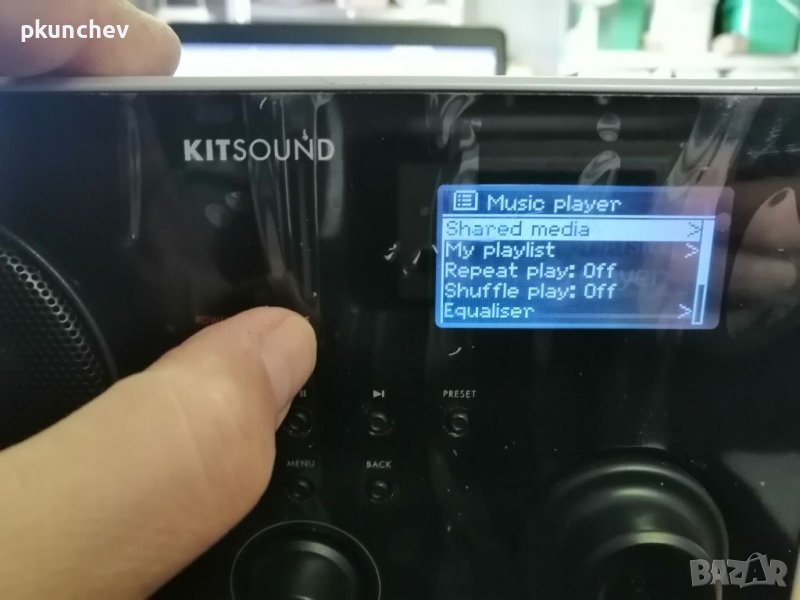 pkunchev
KITSOUND
Music player
Shared media >
My playlist >
Repeat play: Off
Shuffle play: Off
Equaliser >
PRESET
MENU BACK
BAZAR